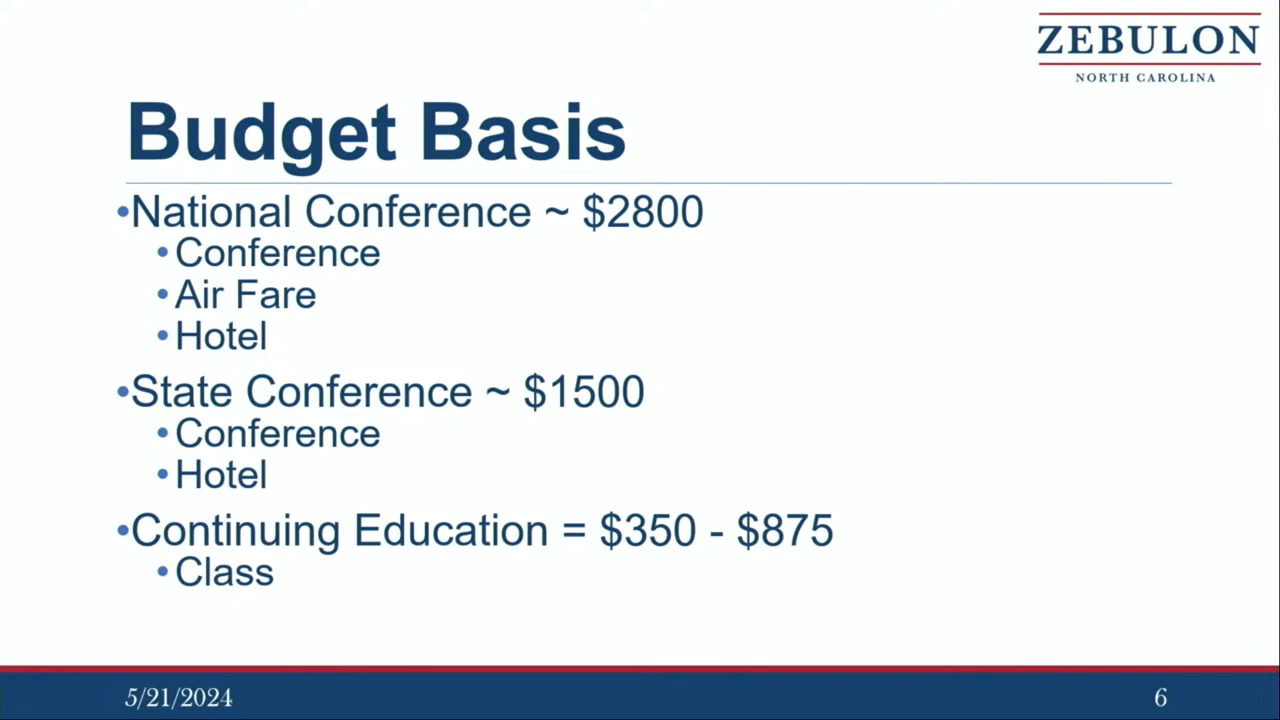 ZEBULON
NORTH CAROLINA
Budget Basis
•National Conference ~ $2800
•Conference
•Air Fare
•Hotel
•State Conference ~ $1500
•Conference
•Hotel
•Continuing Education = $350 - $875
•Class
5/21/2024
6